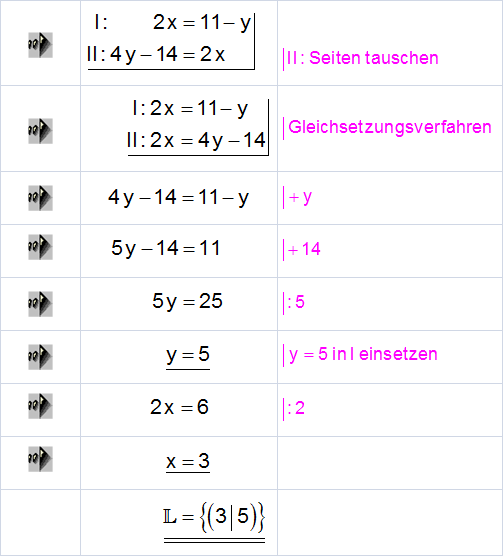 I: 2x = 11 − y
II: 4y − 14 = 2x |II: Seiten tauschen
I: 2x = 11 − y
II: 2x = 4y − 14 |Gleichsetzungsverfahren
4y − 14 = 11 − y |+ y
5y − 14 = 11 |+ 14
5y = 25 |: 5
y = 5 |y = 5 in I einsetzen
2x = 6 |: 2
x = 3
𝕃 = {(3|5)}